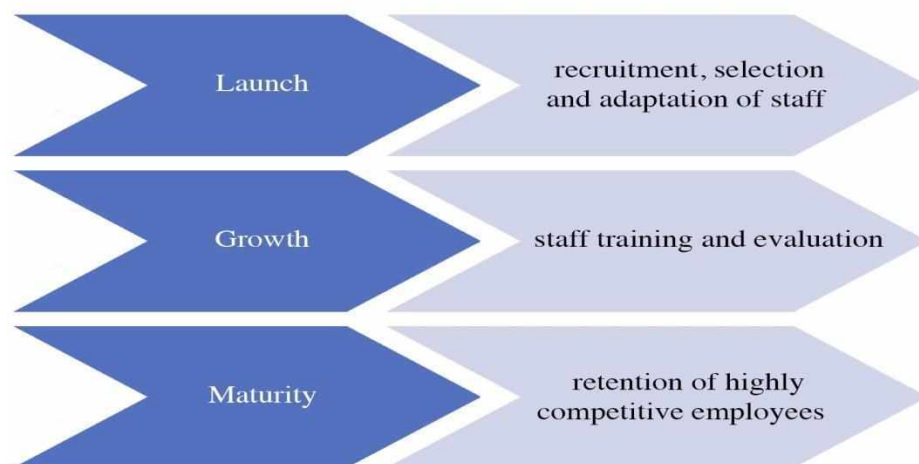 Launch
recruitment, selection
and adaptation of staff
Growth
staff training and evaluation
Maturity
retention of highly
competitive employees